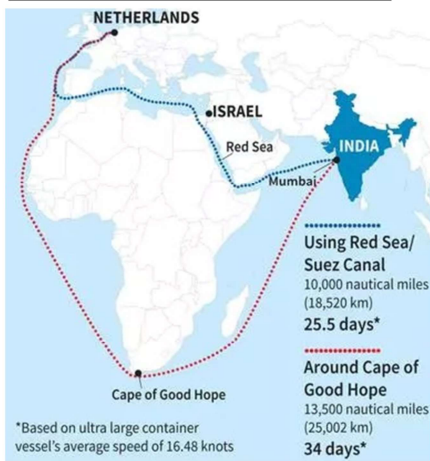 NETHERLANDS
ISRAEL
Red Sea
INDIA
Mumbai
Using Red Sea/
Suez Canal
10,000 nautical miles
(18,520 km)
25.5 days*
Around Cape of
Good Hope
13,500 nautical miles
(25,002 km)
34 days*
Cape of Good Hope
*Based on ultra large container
vessel's average speed of 16.48 knots